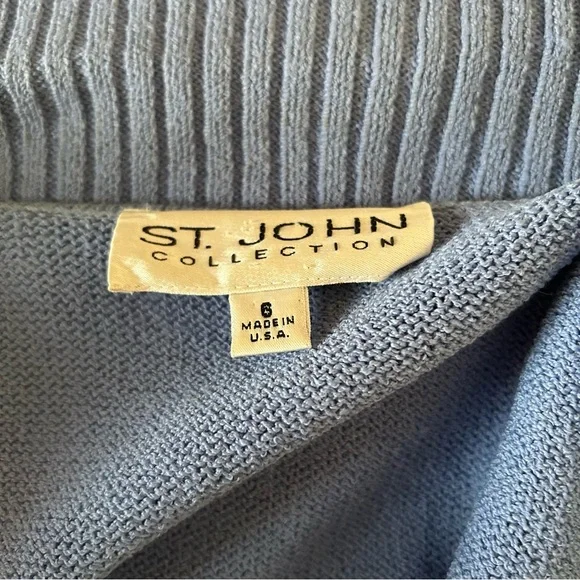 ST. JOHN
COLLECTION
6
MADE IN
U.S.A.